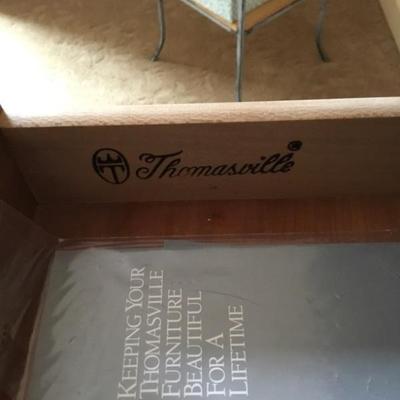 Thomasville
KEEPING YOUR
THOMASVILLE
FURNITURE
BEAUTIFUL
FOR A
LIFETIME